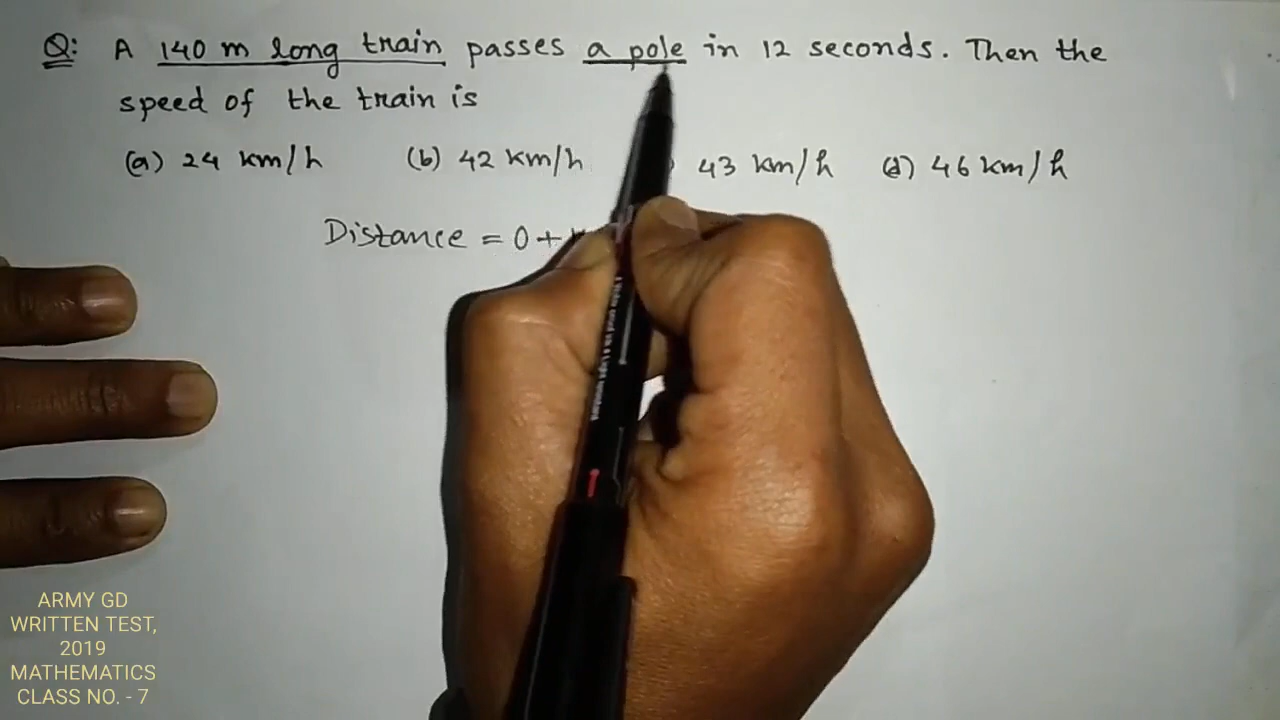 Q: A 140 m long train passes a pole in 12 seconds. Then the
speed of the train is
(a) 24 km/h (b) 42 km/h ) 43 km/h (d) 46 km/h
Distance = 0 +
ARMY GD
WRITTEN TEST,
2019
MATHEMATICS
CLASS NO. - 7